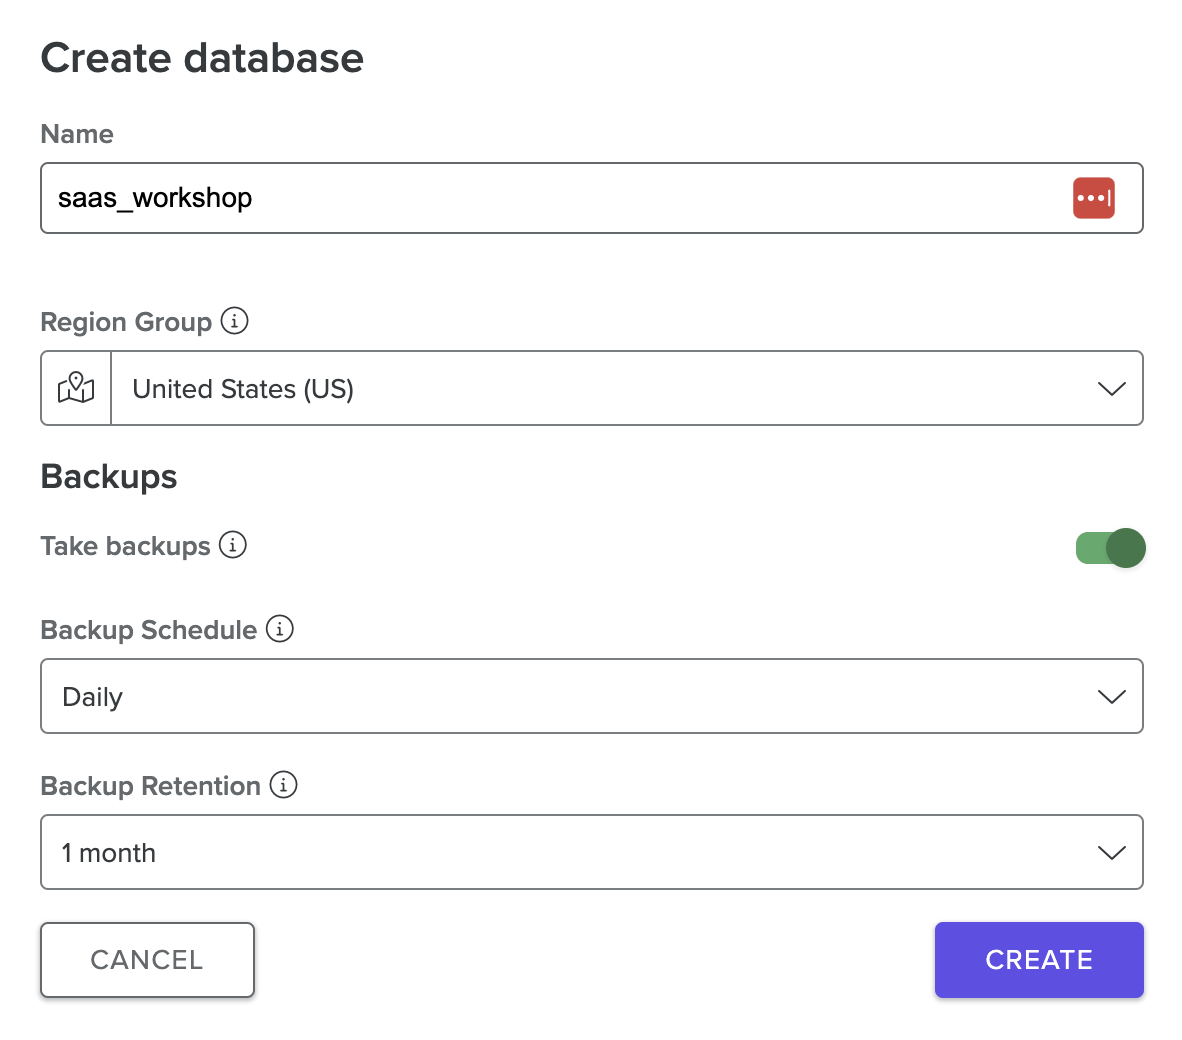 Create database
Name
saas_workshop
Region Group
United States (US)
Backups
Take backups
Backup Schedule
Daily
Backup Retention
1 month
CANCEL
CREATE